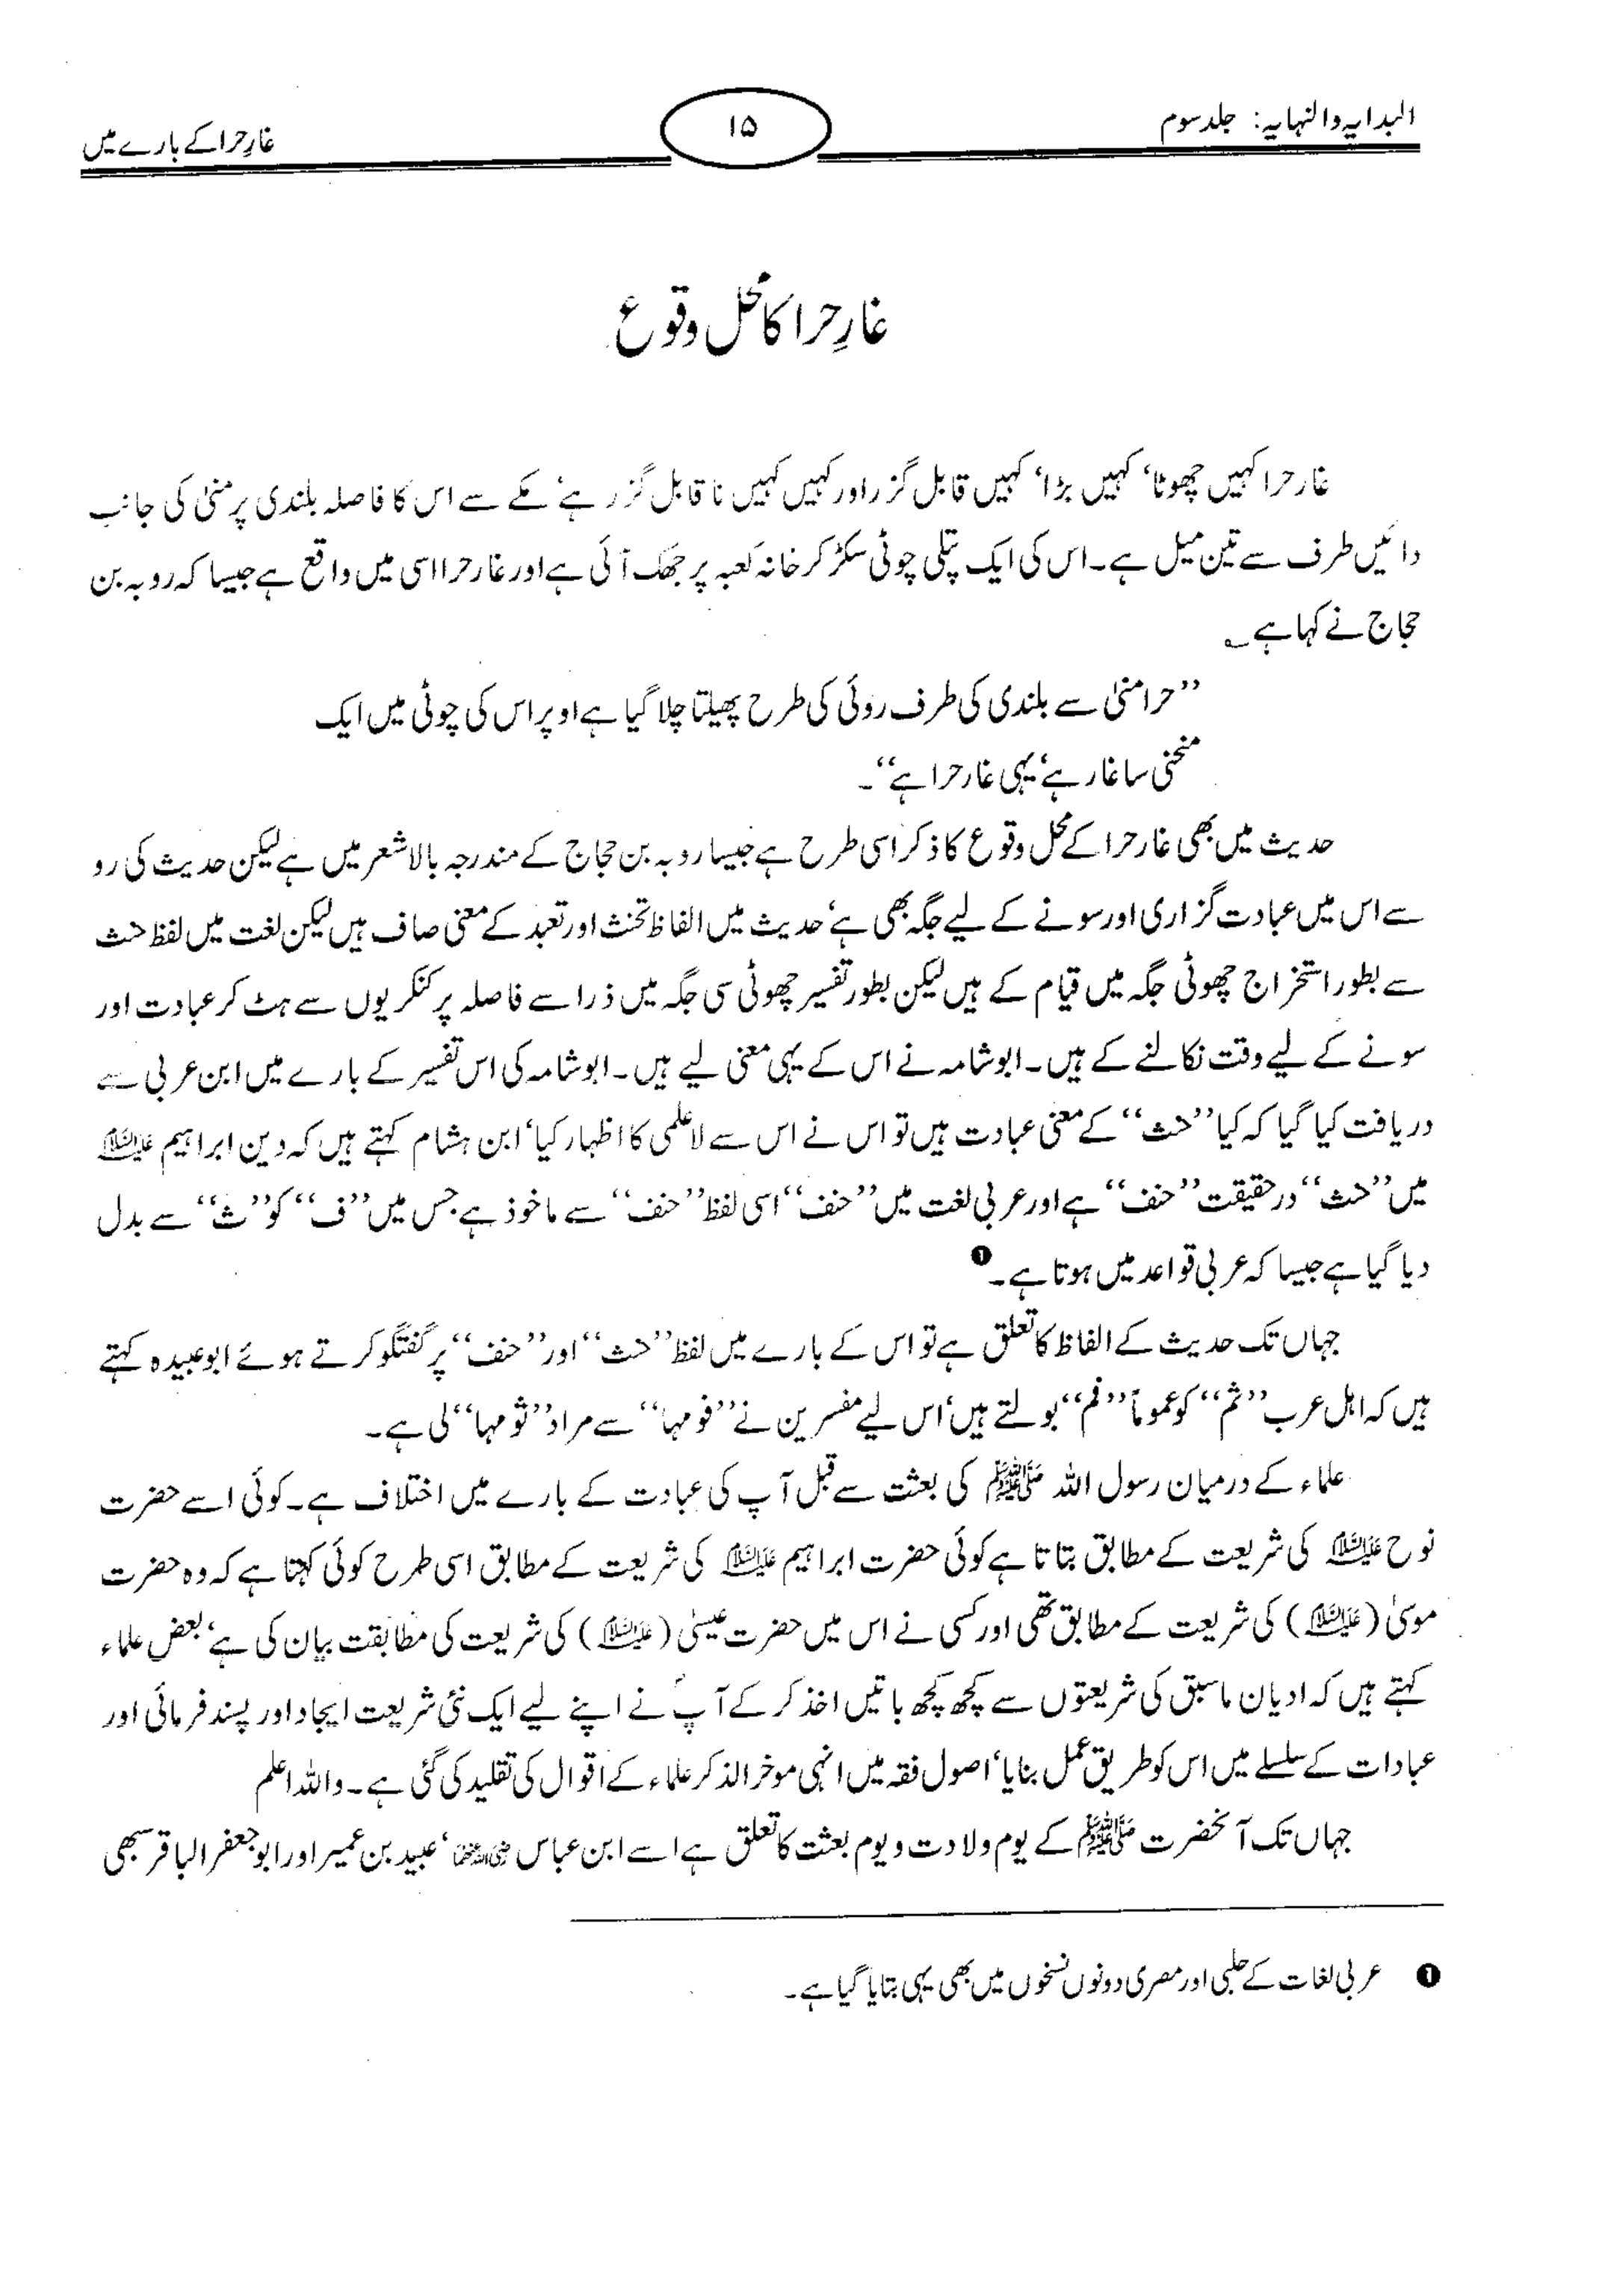 البدایہ والنہایہ: جلد سوم
۱۵
غارِ حرا کے بارے میں
غارِ حرا کا محل وقوع
غار حرا کہیں چھوٹا‘ کہیں بڑا‘ کہیں قابل گزر اور کہیں کہیں نا قابل گزر ہے‘ مکے سے اس کا فاصلہ بلندی پر منیٰ کی جانب
دائیں طرف سے تین میل ہے۔ اس کی ایک پتلی چوٹی سکڑ کر خانہ کعبہ پر جھک آئی ہے اور غار حرا اسی میں واقع ہے جیسا کہ روبہ بن
حجاج نے کہا ہے ؎
’’حرا منیٰ سے بلندی کی طرف روئی کی طرح پھیلتا چلا گیا ہے اوپر اس کی چوٹی میں ایک
منحنی سا غار ہے‘ یہی غار حرا ہے‘‘۔
حدیث میں بھی غار حرا کے محل وقوع کا ذکر اسی طرح ہے جیسا روبہ بن حجاج کے مندرجہ بالا شعر میں ہے لیکن حدیث کی رو
سے اس میں عبادت گزاری اور سونے کے لیے جگہ بھی ہے‘ حدیث میں الفاظ تحنث اور تعبد کے معنی صاف ہیں لیکن لغت میں لفظ حنث
سے بطور استخراج چھوٹی جگہ میں قیام کے ہیں لیکن بطور تفسیر چھوٹی سی جگہ میں ذرا سے فاصلہ پر کنکریوں سے ہٹ کر عبادت اور
سونے کے لیے وقت نکالنے کے ہیں۔ ابوشامہ نے اس کے یہی معنی لیے ہیں۔ ابوشامہ کی اس تفسیر کے بارے میں ابن عربی سے
دریافت کیا گیا کہ کیا ’’حنث‘‘ کے معنی عبادت ہیں تو اس نے اس سے لاعلمی کا اظہار کیا‘ ابن ہشام کہتے ہیں کہ دین ابراہیم علیہ السلام
میں ’’حنث‘‘ درحقیقت ’’حنف‘‘ ہے اور عربی لغت میں ’’حنف‘‘ اسی لفظ ’’حنف‘‘ سے ماخوذ ہے جس میں ’’ف‘‘ کو ’’ث‘‘ سے بدل
دیا گیا ہے جیسا کہ عربی قواعد میں ہوتا ہے۔ ❶
جہاں تک حدیث کے الفاظ کا تعلق ہے تو اس کے بارے میں لفظ ’’حنث‘‘ اور ’’حنف‘‘ پر گفتگو کرتے ہوئے ابوعبیدہ کہتے
ہیں کہ اہل عرب ’’ثم‘‘ کو عموماً ’’فم‘‘ بولتے ہیں‘ اس لیے مفسرین نے ’’فومہا‘‘ سے مراد ’’ثومہا‘‘ لی ہے۔
علماء کے درمیان رسول اللہ ﷺ کی بعثت سے قبل آپ کی عبادت کے بارے میں اختلاف ہے۔ کوئی اسے حضرت
نوح علیہ السلام کی شریعت کے مطابق بتاتا ہے کوئی حضرت ابراہیم علیہ السلام کی شریعت کے مطابق اسی طرح کوئی کہتا ہے کہ وہ حضرت
موسیٰ (علیہ السلام) کی شریعت کے مطابق تھی اور کسی نے اس میں حضرت عیسیٰ (علیہ السلام) کی شریعت کی مطابقت بیان کی ہے‘ بعض علماء
کہتے ہیں کہ ادیان ماسبق کی شریعتوں سے کچھ کچھ باتیں اخذ کر کے آپؐ نے اپنے لیے ایک نئی شریعت ایجاد اور پسند فرمائی اور
عبادات کے سلسلے میں اس کو طریق عمل بنایا‘ اصول فقہ میں انہی موخر الذکر علماء کے اقوال کی تقلید کی گئی ہے۔ واللہ اعلم
جہاں تک آنحضرت ﷺ کے یوم ولادت و یوم بعثت کا تعلق ہے اسے ابن عباس رضی اللہ عنہما‘ عبید بن عمیر اور ابوجعفر الباقر سبھی
❶ عربی لغات کے حلبی اور مصری دونوں نسخوں میں بھی یہی بتایا گیا ہے۔